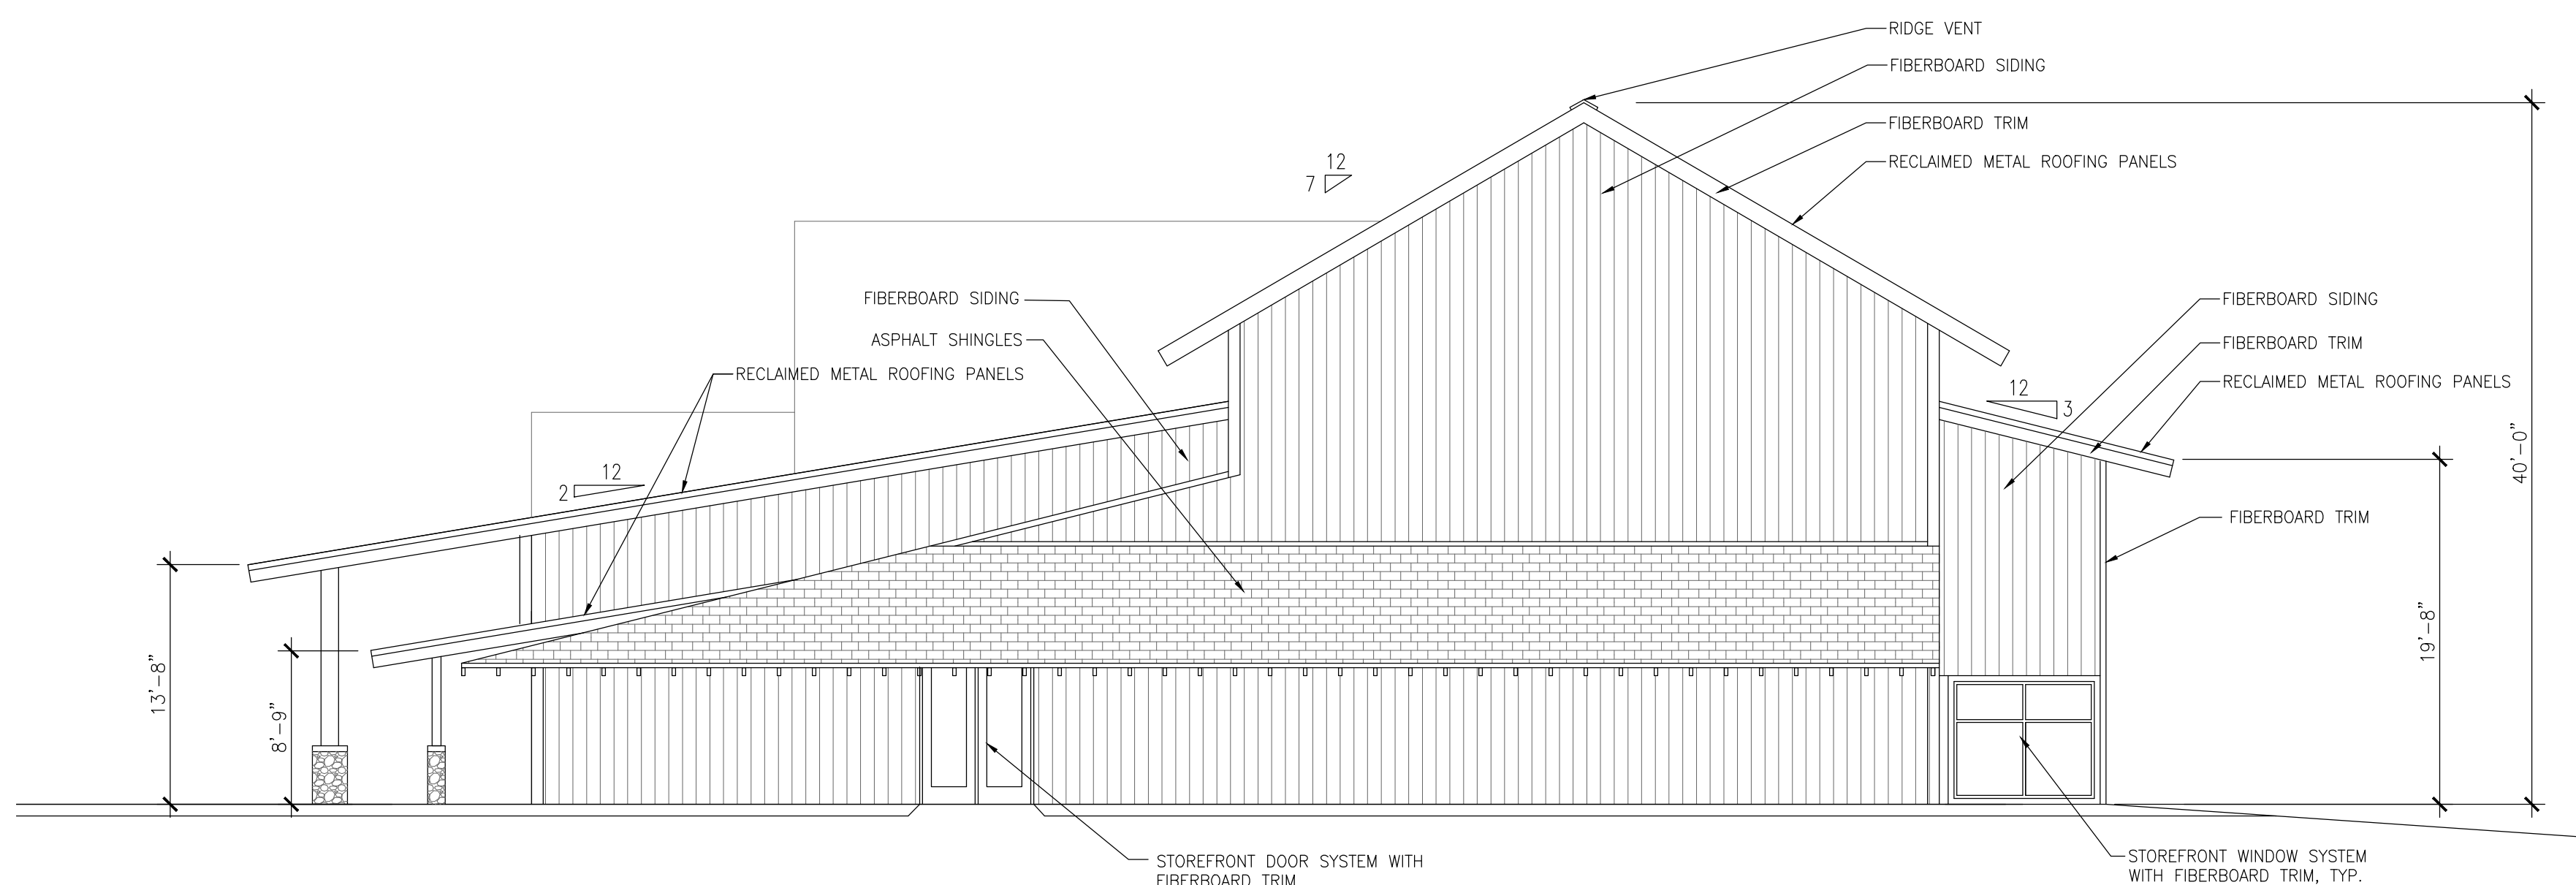 RIDGE VENT
FIBERBOARD SIDING
FIBERBOARD TRIM
RECLAIMED METAL ROOFING PANELS
12
7
FIBERBOARD SIDING
ASPHALT SHINGLES
RECLAIMED METAL ROOFING PANELS
FIBERBOARD SIDING
FIBERBOARD TRIM
RECLAIMED METAL ROOFING PANELS
12
3
12
2
40'-0"
FIBERBOARD TRIM
13'-8"
8'-9"
19'-8"
STOREFRONT DOOR SYSTEM WITH
FIBERBOARD TRIM
STOREFRONT WINDOW SYSTEM
WITH FIBERBOARD TRIM, TYP.